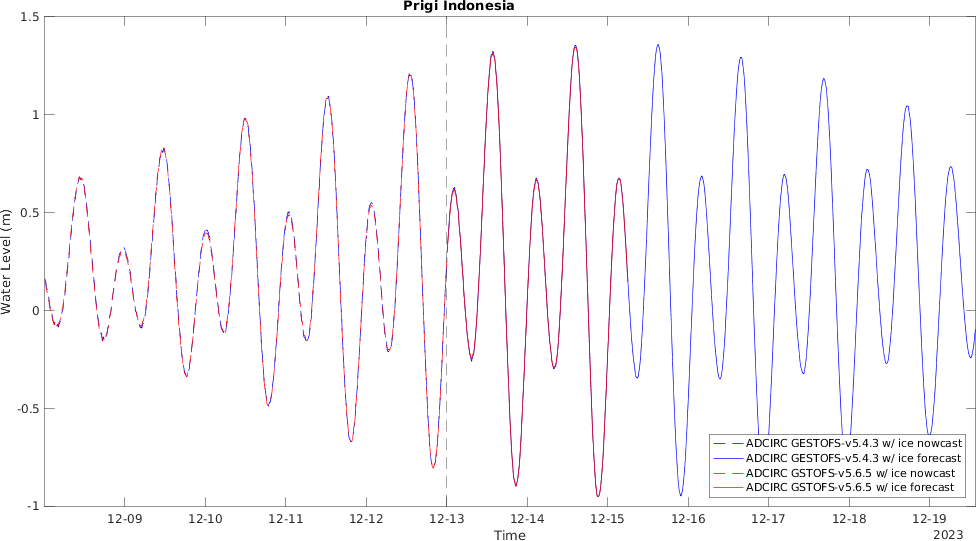 Prigi Indonesia
1.5
1
0.5
0
-0.5
-1
Water Level (m)
12-09 12-10 12-11 12-12 12-13 12-14 12-15 12-16 12-17 12-18 12-19
Time
2023
ADCIRC GESTOFS-v5.4.3 w/ ice nowcast
ADCIRC GESTOFS-v5.4.3 w/ ice forecast
ADCIRC GSTOFS-v5.6.5 w/ ice nowcast
ADCIRC GSTOFS-v5.6.5 w/ ice forecast